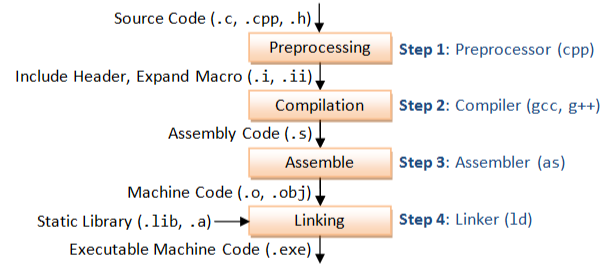 Source Code (.c, .cpp, .h)
Preprocessing
Step 1: Preprocessor (cpp)
Include Header, Expand Macro (.i, .ii)
Compilation
Step 2: Compiler (gcc, g++)
Assembly Code (.s)
Assemble
Step 3: Assembler (as)
Machine Code (.o, .obj)
Static Library (.lib, .a)
Linking
Step 4: Linker (ld)
Executable Machine Code (.exe)